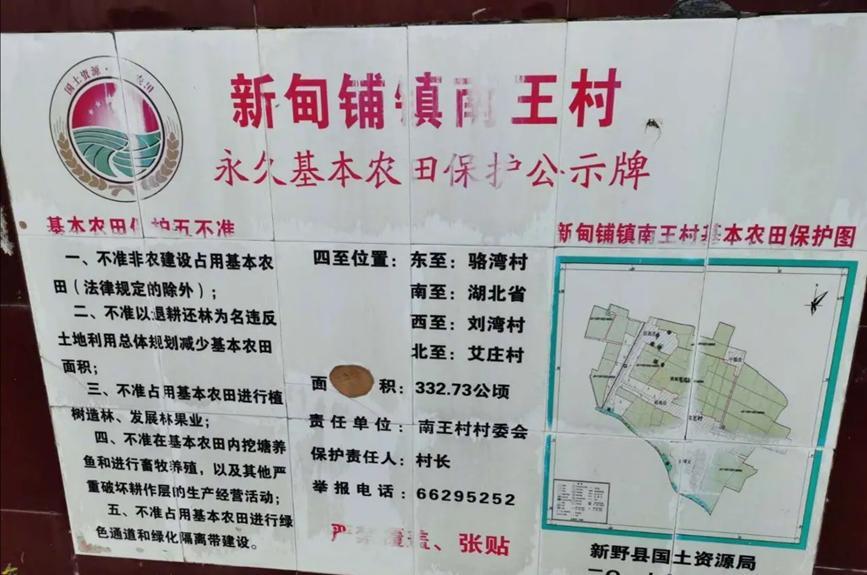 国土资源·农田
新甸铺镇南王村
永久基本农田保护公示牌
基本农田保护五不准
一、不准非农建设占用基本农
田（法律规定的除外）；
二、不准以退耕还林为名违反
土地利用总体规划减少基本农田
面积；
三、不准占用基本农田进行植
树造林、发展林果业；
四、不准在基本农田内挖塘养
鱼和进行畜牧养殖，以及其他严
重破坏耕作层的生产经营活动；
五、不准占用基本农田进行绿
色通道和绿化隔离带建设。
四至位置：东至：骆湾村
南至：湖北省
西至：刘湾村
北至：艾庄村
面 积：332.73公顷
责任单位：南王村村委会
保护责任人：村长
举报电话：66295252
严禁覆盖、张贴
新甸铺镇南王村基本农田保护图
新野县国土资源局